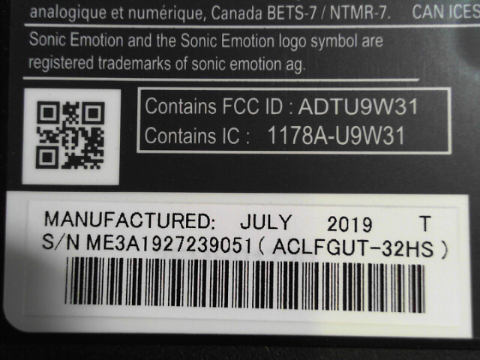 analogique et numérique, Canada BETS-7 / NTMR-7. CAN ICES
Sonic Emotion and the Sonic Emotion logo symbol are
registered trademarks of sonic emotion ag.
Contains FCC ID : ADTU9W31
Contains IC : 1178A-U9W31
MANUFACTURED: JULY 2019 T
S/N ME3A1927239051 ( ACLFGUT-32HS )